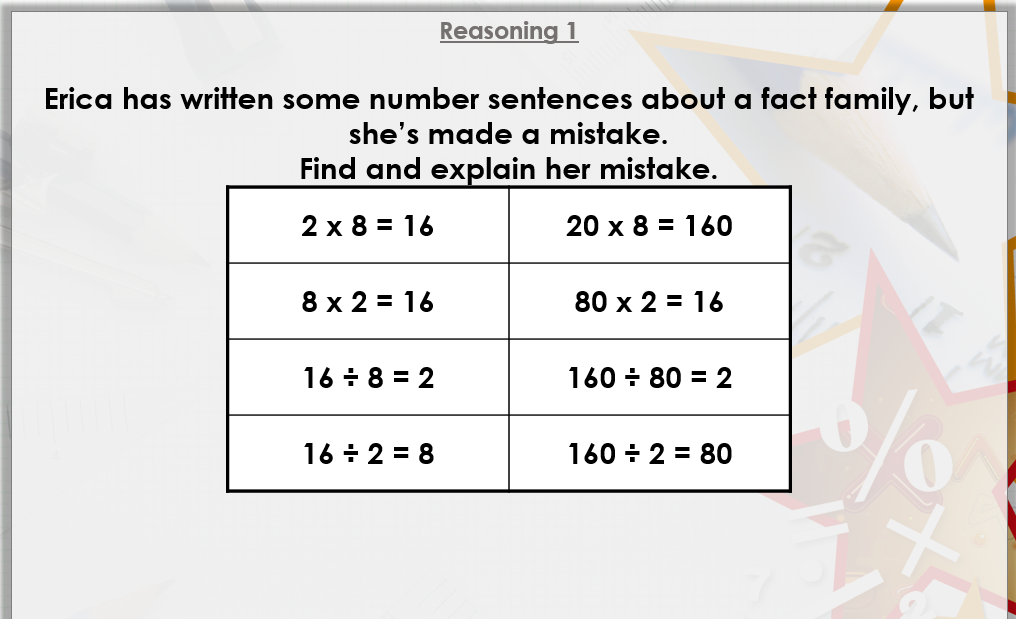 Reasoning 1
Erica has written some number sentences about a fact family, but
she’s made a mistake.
Find and explain her mistake.
2 x 8 = 16
20 x 8 = 160
8 x 2 = 16
80 x 2 = 16
16 ÷ 8 = 2
160 ÷ 80 = 2
16 ÷ 2 = 8
160 ÷ 2 = 80